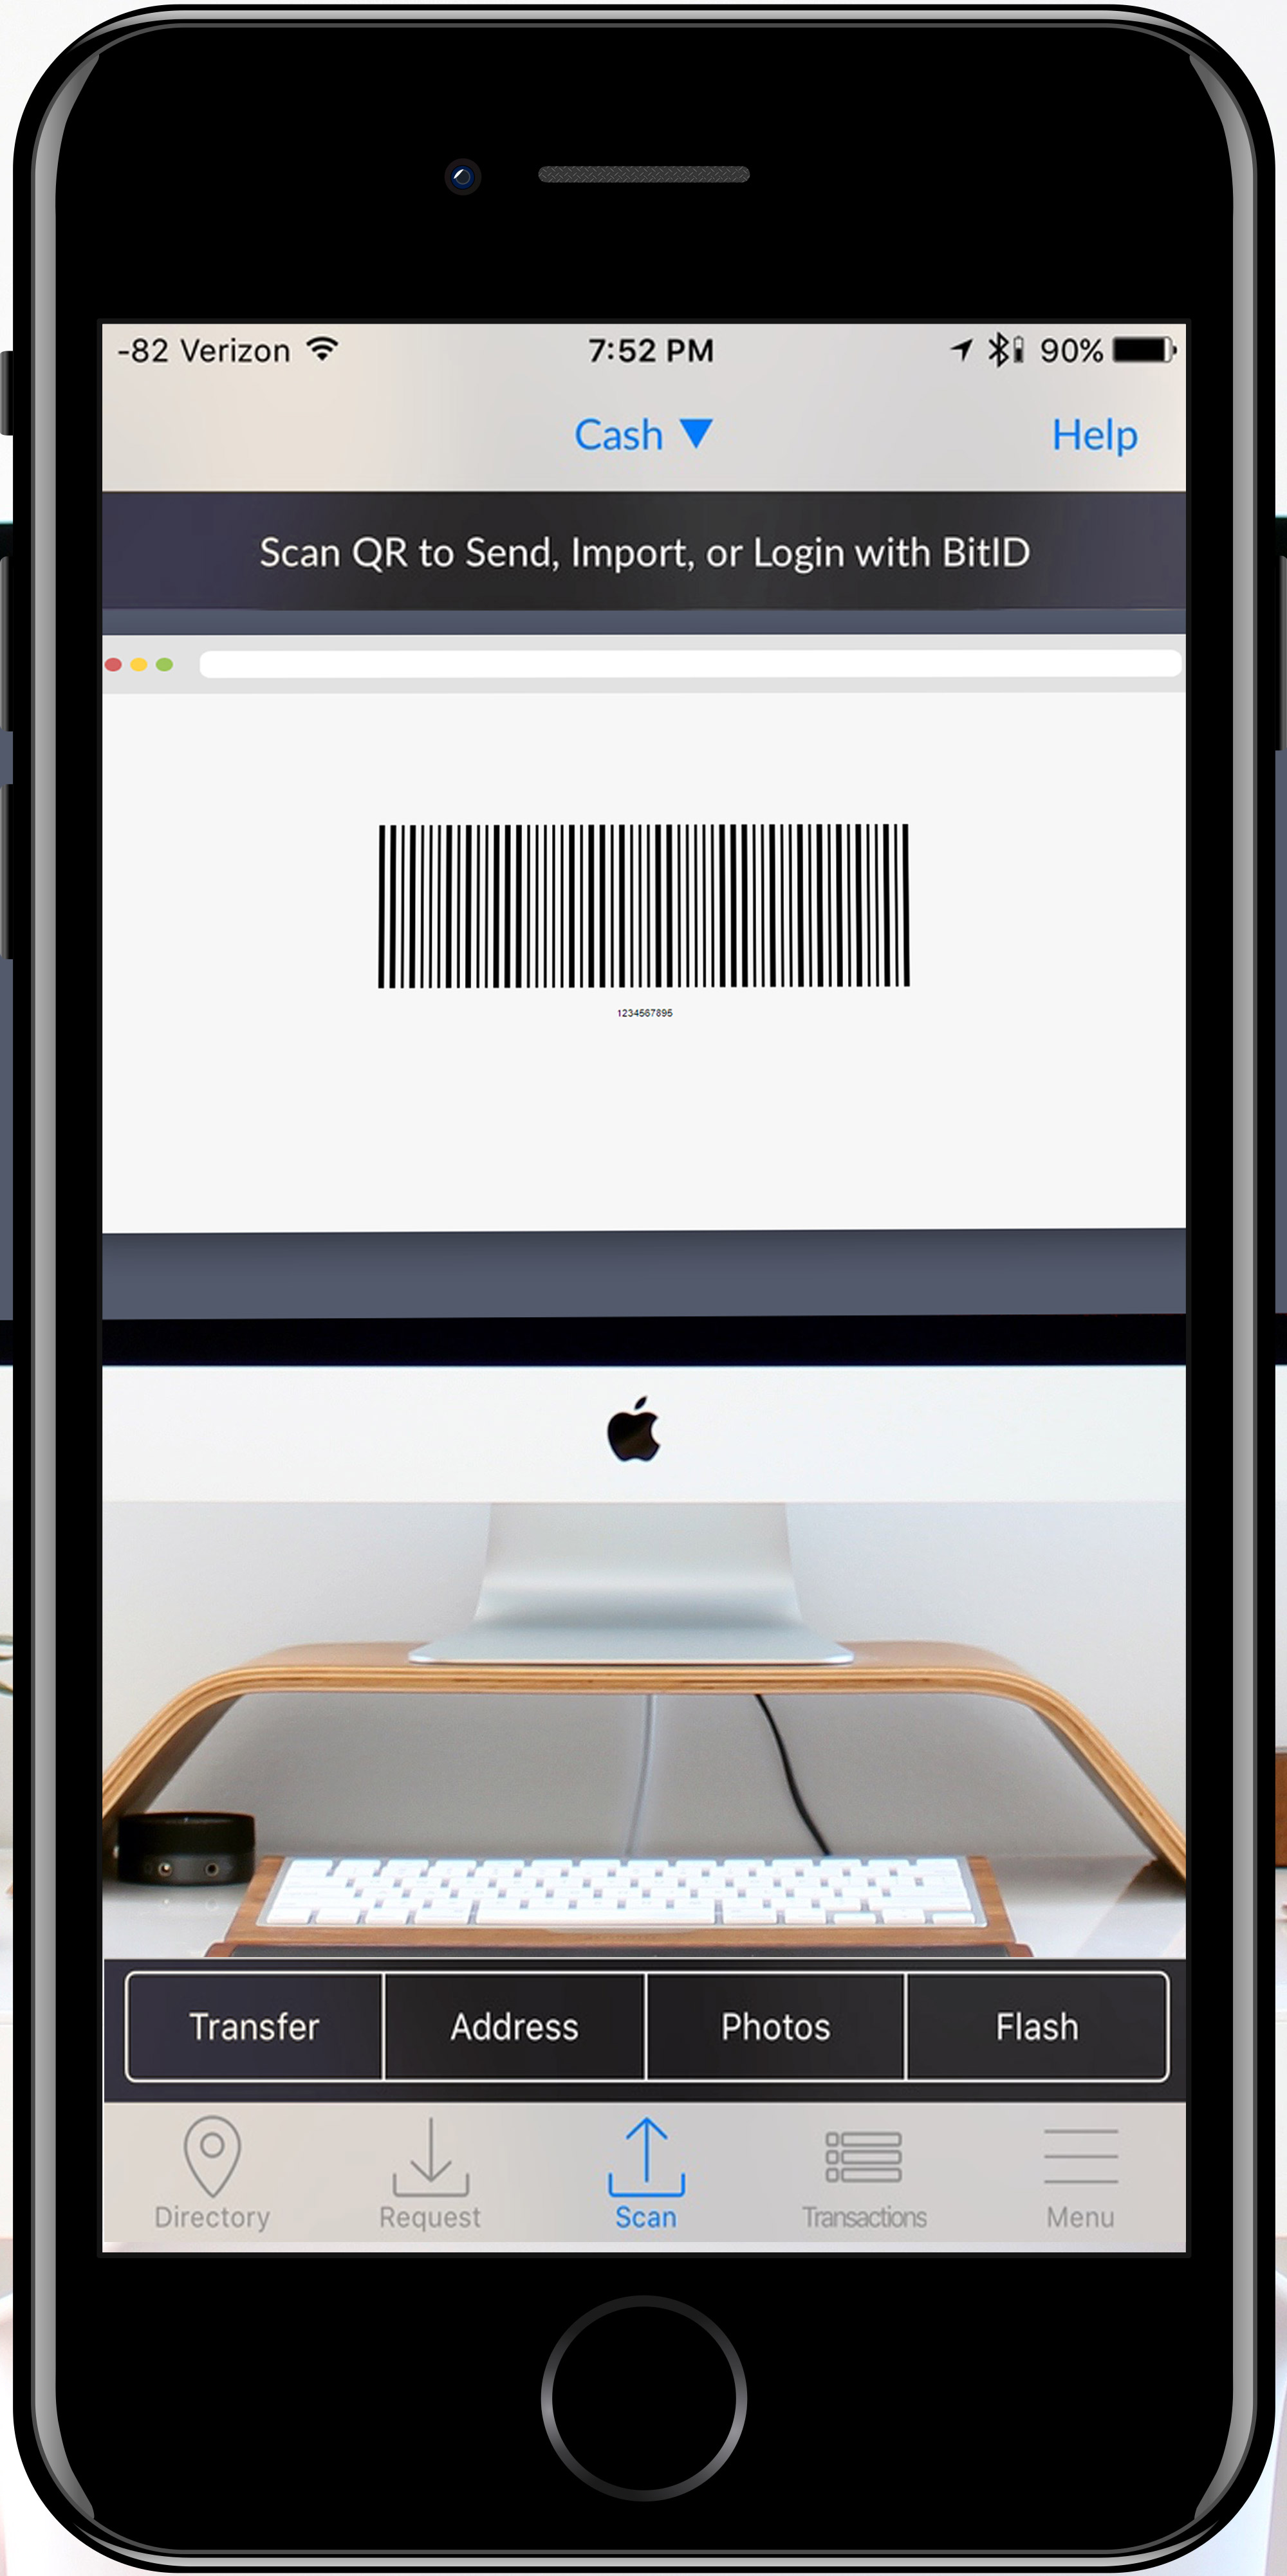 -82 Verizon 7:52 PM 90%
Cash ▼ Help
Scan QR to Send, Import, or Login with BitID
1234567895
Transfer Address Photos Flash
Directory Request Scan Transactions Menu